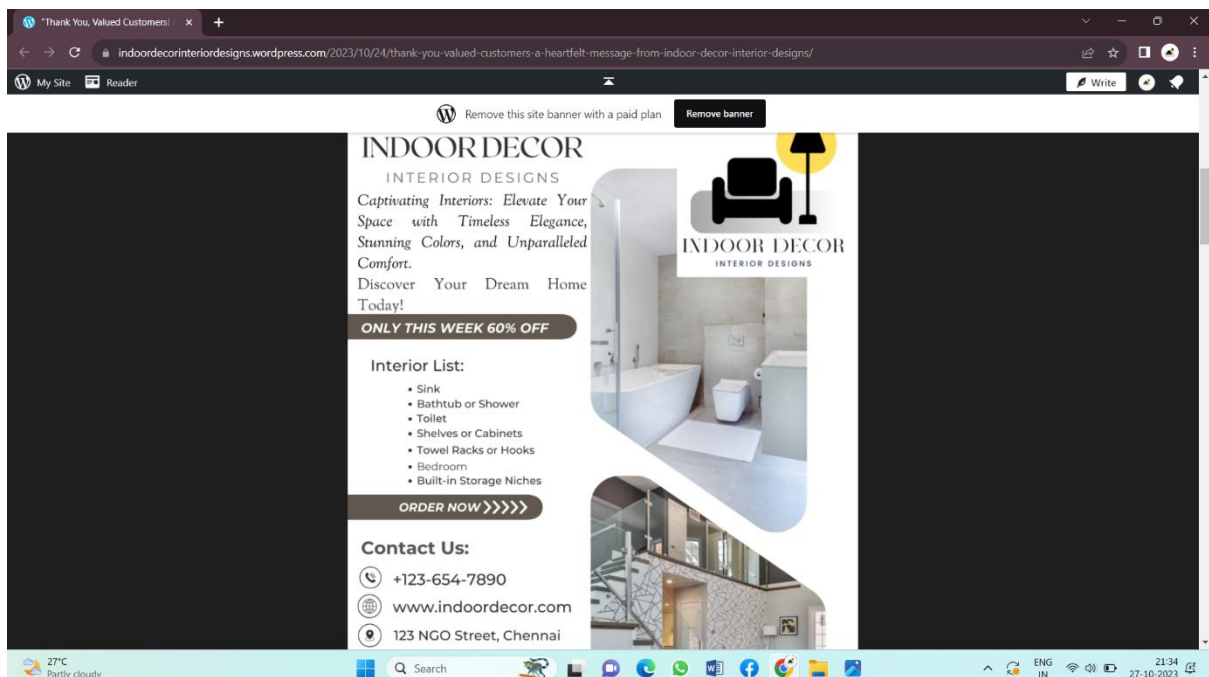 "Thank You, Valued Customers! /
indoordecorinteriordesigns.wordpress.com/2023/10/24/thank-you-valued-customers-a-heartfelt-message-from-indoor-decor-interior-designs/
My Site Reader Write
Remove this site banner with a paid plan Remove banner
INDOOR DECOR
INTERIOR DESIGNS
Captivating Interiors: Elevate Your
Space with Timeless Elegance,
Stunning Colors, and Unparalleled
Comfort.
Discover Your Dream Home
Today!
ONLY THIS WEEK 60% OFF
Interior List:
• Sink
• Bathtub or Shower
• Toilet
• Shelves or Cabinets
• Towel Racks or Hooks
• Bedroom
• Built-in Storage Niches
ORDER NOW
Contact Us:
+123-654-7890
www.indoordecor.com
123 NGO Street, Chennai
INDOOR DECOR
INTERIOR DESIGNS
27°C
Partly cloudy
Search
ENG
IN
21:34
27-10-2023